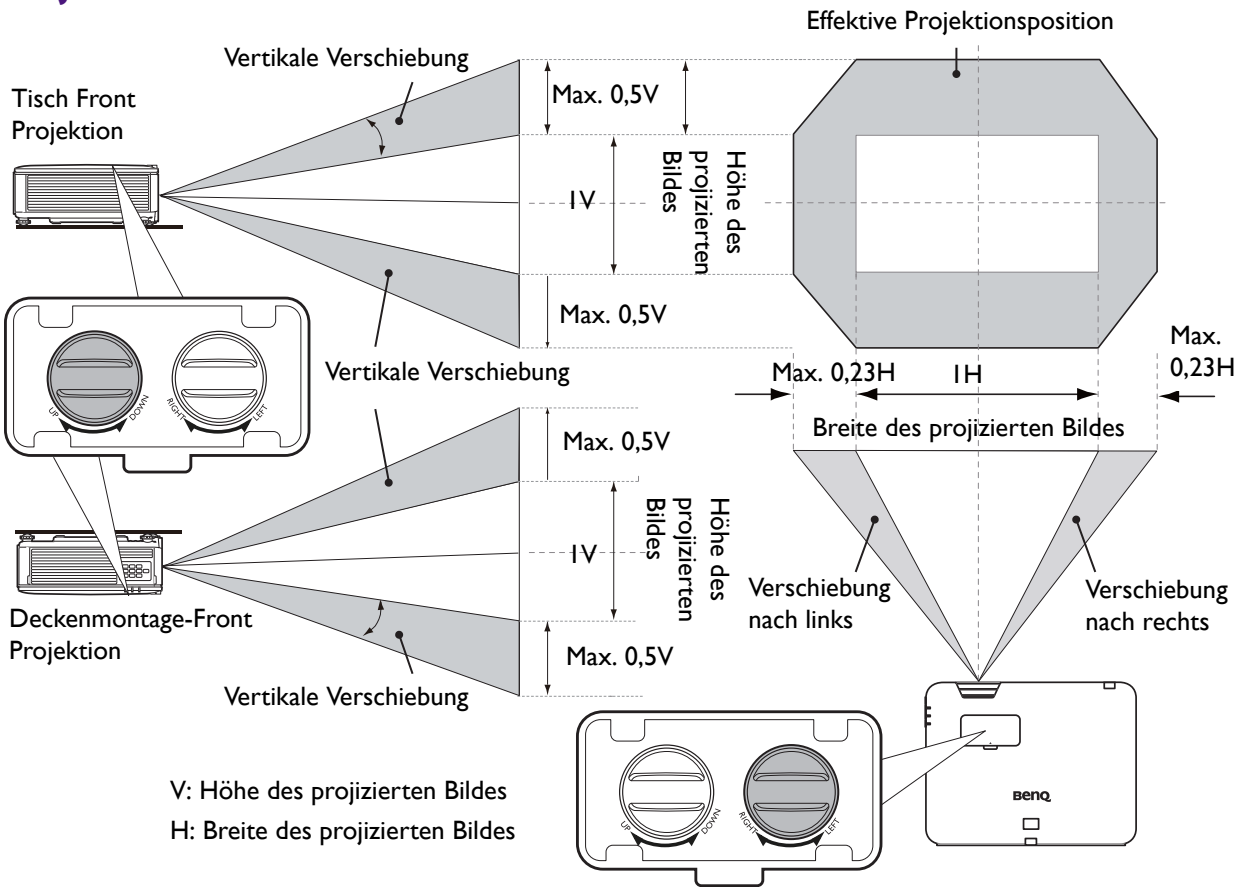 Effektive Projektionsposition
Vertikale Verschiebung
Tisch Front
Projektion
Max. 0,5V
1V
Höhe des
projizierten
Bildes
Max. 0,5V
Vertikale Verschiebung
UP
DOWN
RIGHT
LEFT
Max. 0,23H
1H
Max.
0,23H
Breite des projizierten Bildes
Max. 0,5V
1V
Höhe des
projizierten
Bildes
Max. 0,5V
Deckenmontage-Front
Projektion
Vertikale Verschiebung
Verschiebung
nach links
Verschiebung
nach rechts
UP
DOWN
RIGHT
LEFT
BenQ
V: Höhe des projizierten Bildes
H: Breite des projizierten Bildes